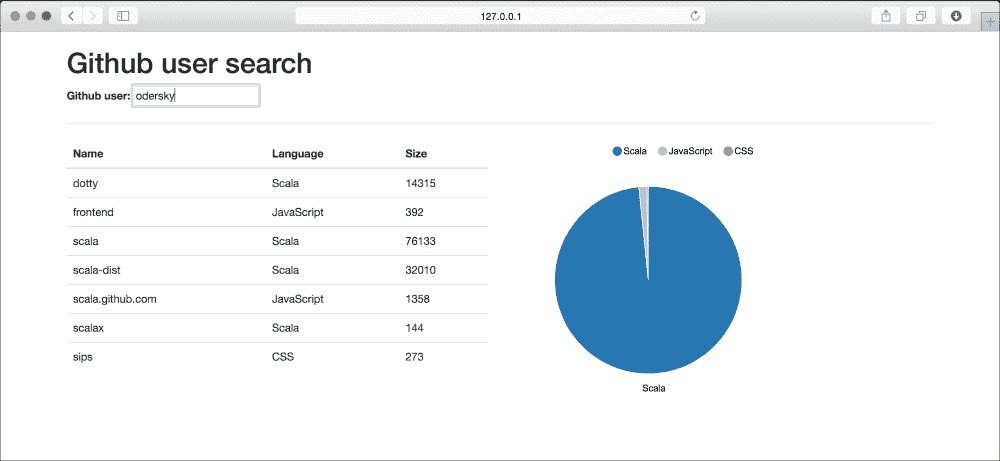 127.0.0.1
Github user search
Github user: odersky
Name Language Size
dotty Scala 14315
frontend JavaScript 392
scala Scala 76133
scala-dist Scala 32010
scala.github.com JavaScript 1358
scalax Scala 144
sips CSS 273
Scala JavaScript CSS
Scala